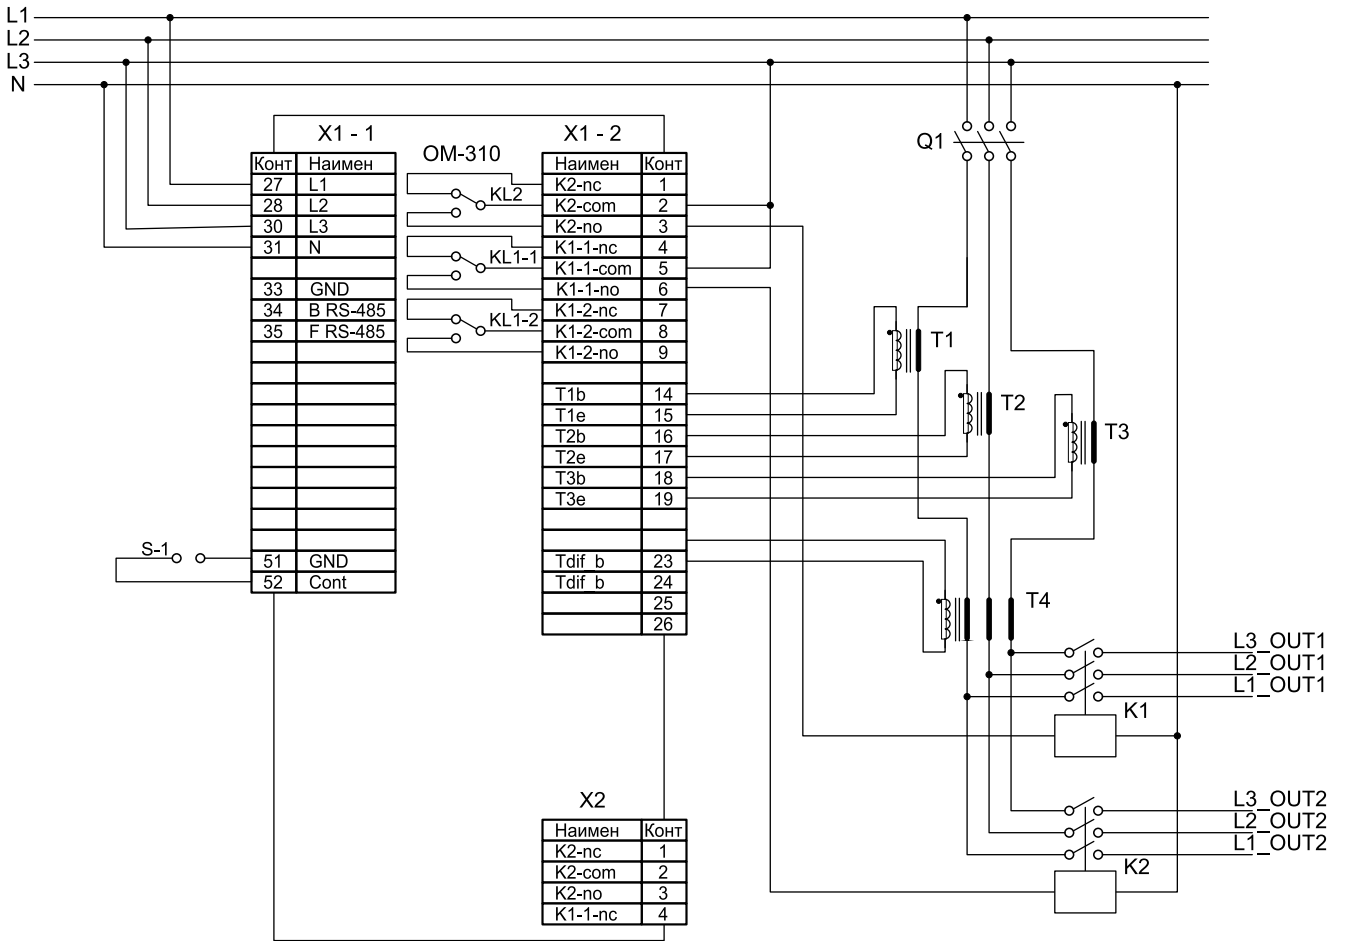 L1
L2
L3
N
X1 - 1
Конт Наимен
27 L1
28 L2
30 L3
31 N
33 GND
34 B RS-485
35 F RS-485
51 GND
52 Cont
S-1
OM-310
KL2
KL1-1
KL1-2
X1 - 2
Наимен Конт
K2-nc 1
K2-com 2
K2-no 3
K1-1-nc 4
K1-1-com 5
K1-1-no 6
K1-2-nc 7
K1-2-com 8
K1-2-no 9
T1b 14
T1e 15
T2b 16
T2e 17
T3b 18
T3e 19
Tdif_b 23
Tdif_b 24
25
26
X2
Наимен Конт
K2-nc 1
K2-com 2
K2-no 3
K1-1-nc 4
Q1
T1
T2
T3
T4
L3_OUT1
L2_OUT1
L1_OUT1
K1
L3_OUT2
L2_OUT2
L1_OUT2
K2